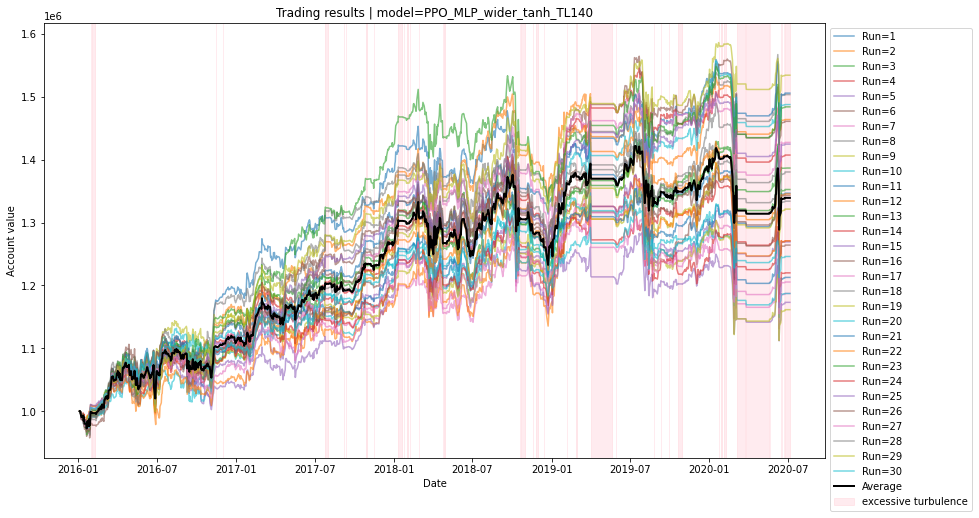 Trading results | model=PPO_MLP_wider_tanh_TL140
1e6
1.6
1.5
1.4
1.3
1.2
1.1
1.0
Account value
2016-01
2016-07
2017-01
2017-07
2018-01
2018-07
2019-01
2019-07
2020-01
2020-07
Date
Run=1
Run=2
Run=3
Run=4
Run=5
Run=6
Run=7
Run=8
Run=9
Run=10
Run=11
Run=12
Run=13
Run=14
Run=15
Run=16
Run=17
Run=18
Run=19
Run=20
Run=21
Run=22
Run=23
Run=24
Run=25
Run=26
Run=27
Run=28
Run=29
Run=30
Average
excessive turbulence